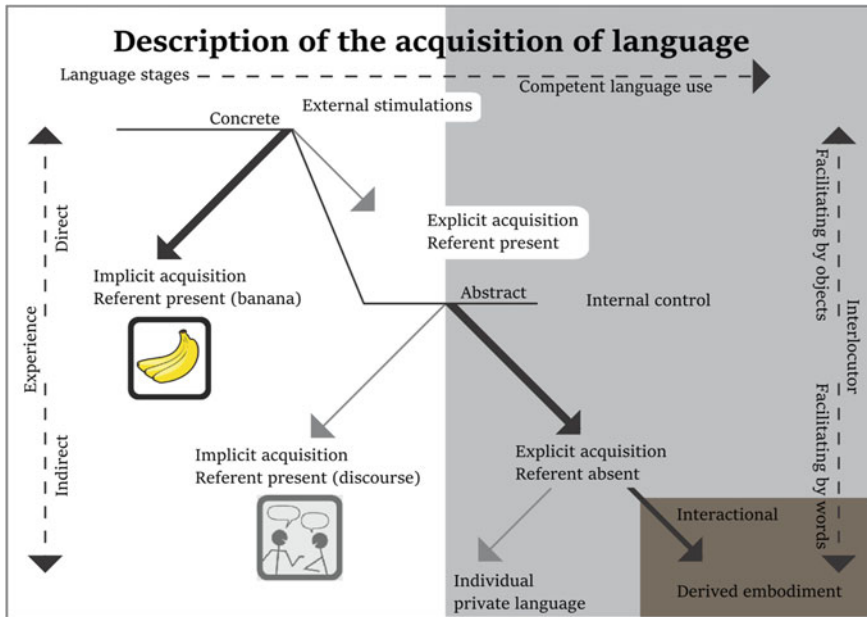 Description of the acquisition of language
Language stages
Competent language use
External stimulations
Concrete
Explicit acquisition
Referent present
Implicit acquisition
Referent present (banana)
Abstract
Internal control
Implicit acquisition
Referent present (discourse)
Explicit acquisition
Referent absent
Interactional
Individual
private language
Derived embodiment
Experience
Direct
Indirect
Facilitating by objects
Facilitating by words
Interlocutor